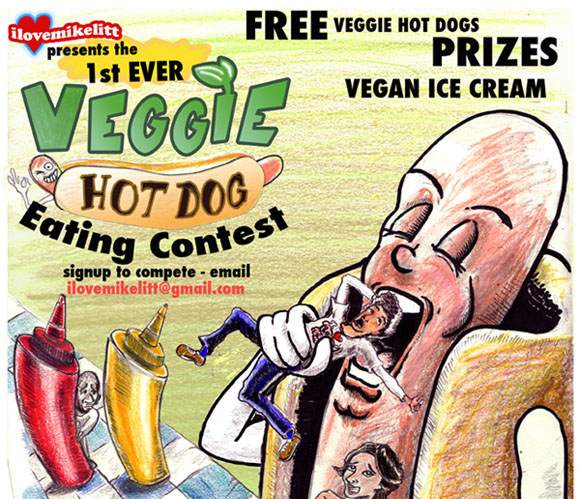 ilovemikelitt
presents the
1st EVER
VEGGIE
HOT DOG
Eating Contest
signup to compete - email
ilovemikelitt@gmail.com
FREE VEGGIE HOT DOGS
PRIZES
VEGAN ICE CREAM